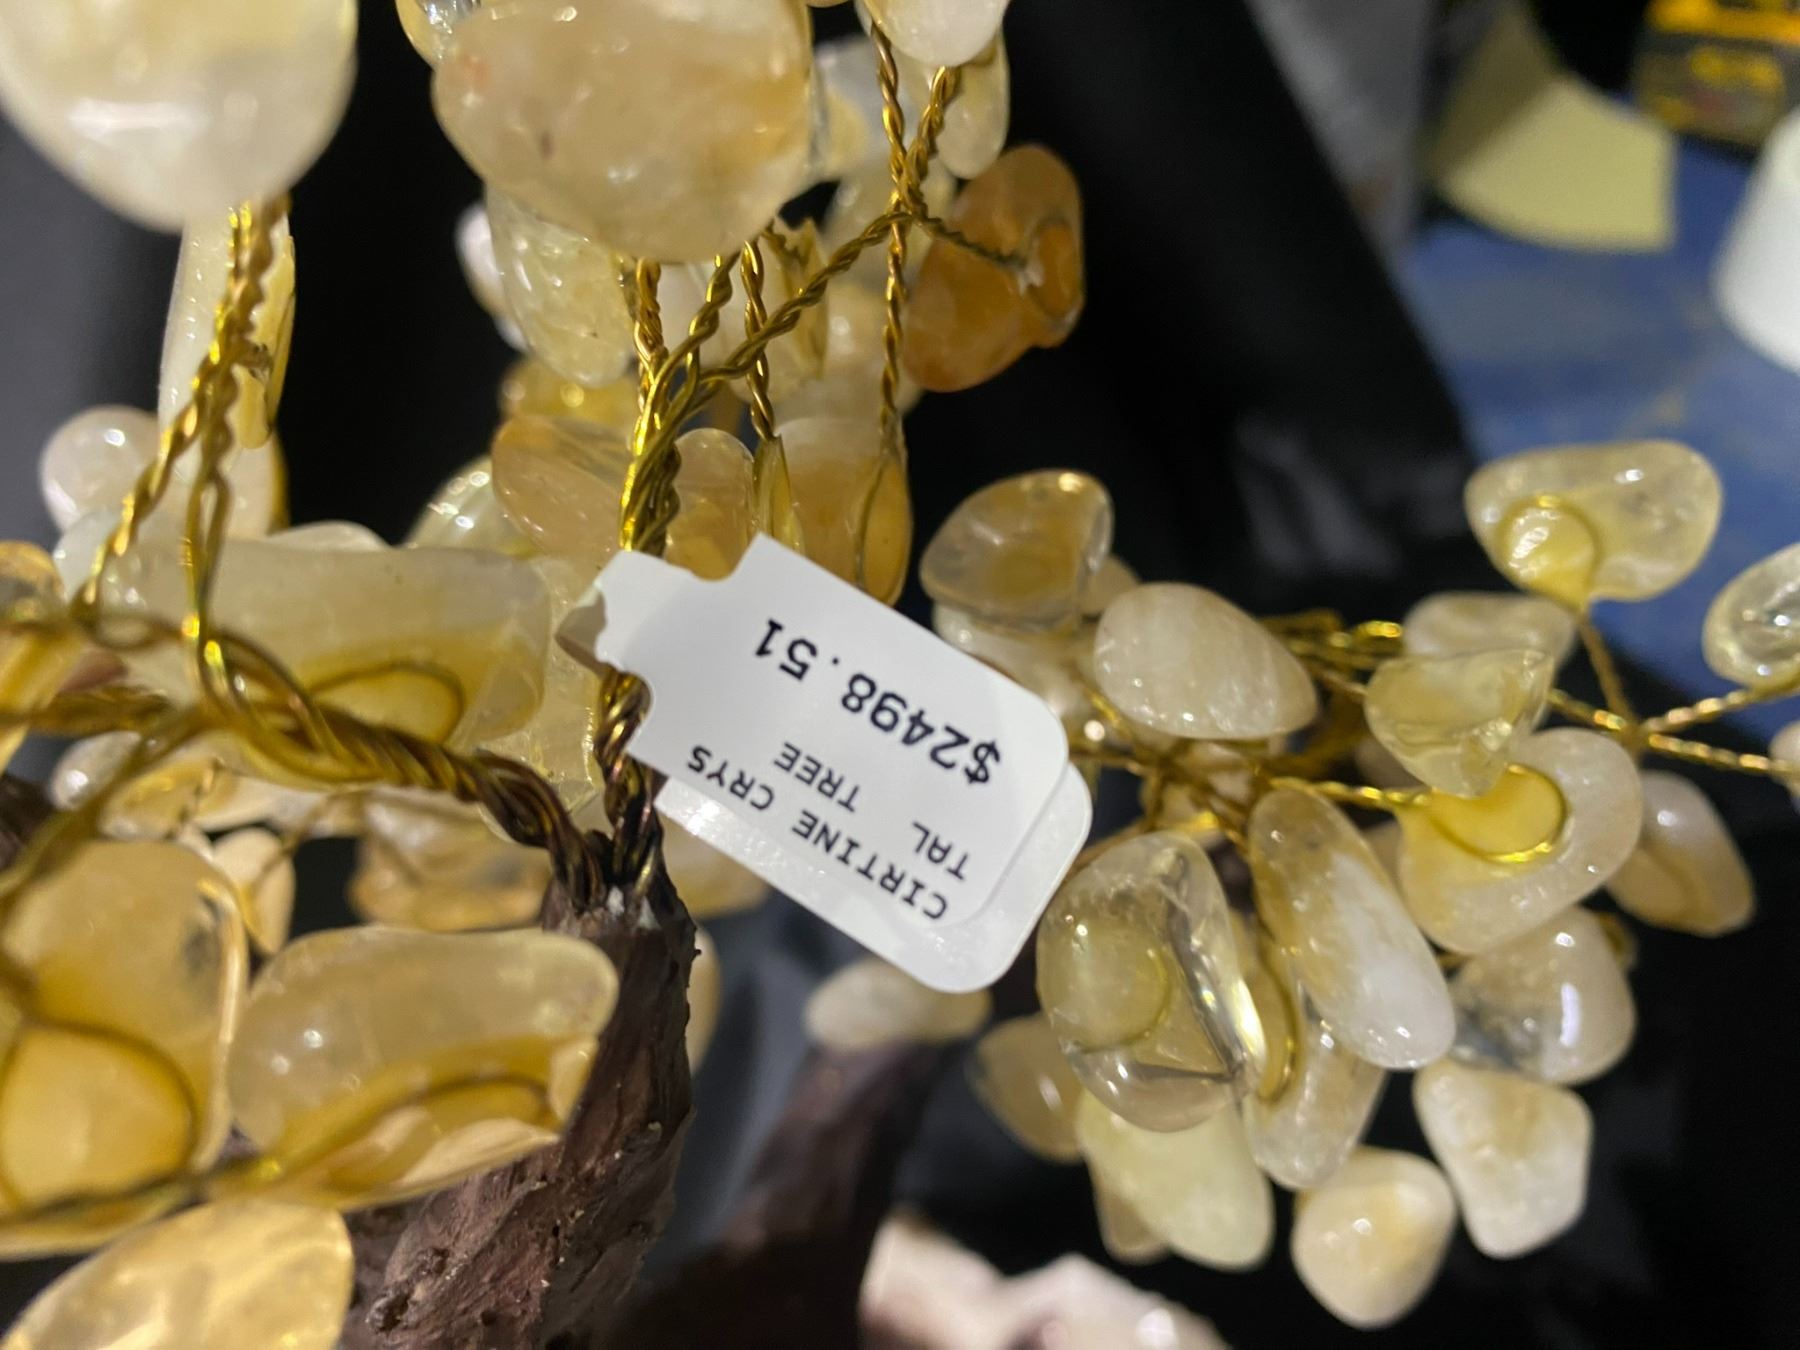 CIRTINE CRYS
TAL TREE
$2498.51